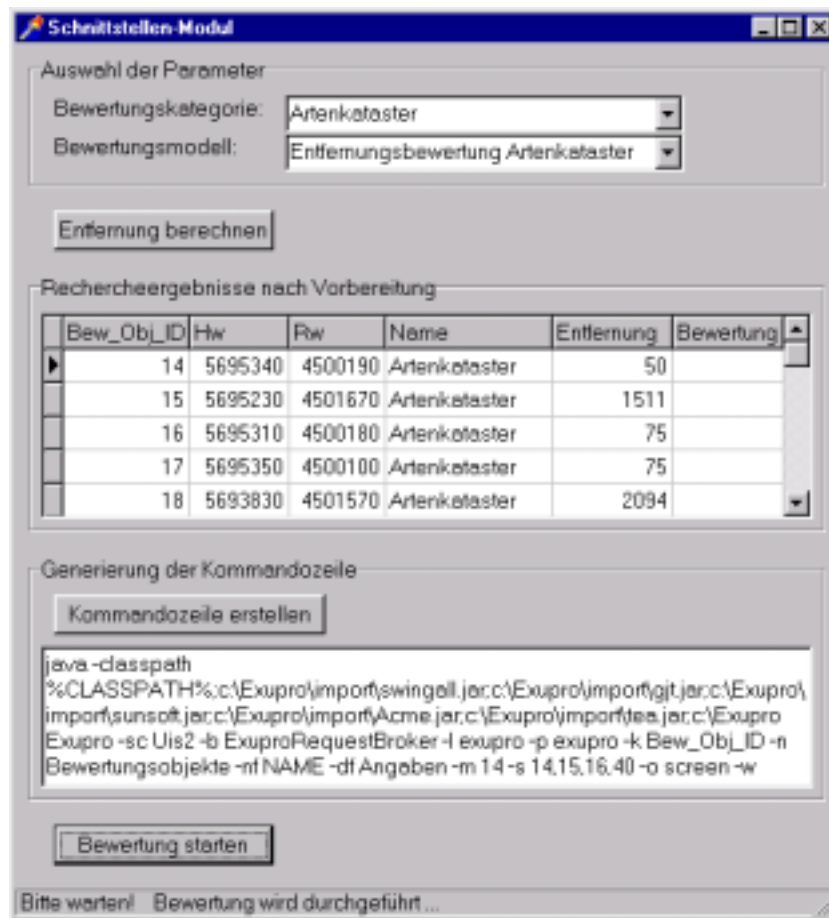 Schnittstellen-Modul
Auswahl der Parameter
Bewertungskategorie: Artenkataster
Bewertungsmodell: Entfernungsbewertung Artenkataster
Entfernung berechnen
Rechercheergebnisse nach Vorbereitung
Bew_Obj_ID Hw Rw Name Entfernung Bewertung
14 5695340 4500190 Artenkataster 50
15 5695230 4501670 Artenkataster 1511
16 5695310 4500180 Artenkataster 75
17 5695350 4500100 Artenkataster 75
18 5693830 4501570 Artenkataster 2094
Generierung der Kommandozeile
Kommandozeile erstellen
java -classpath
%CLASSPATH%;c:\Exupro\import\swingall.jar;c:\Exupro\import\gjt.jar;c:\Exupro\
import\sunsoft.jar;c:\Exupro\import\Acme.jar;c:\Exupro\import\tea.jar;c:\Exupro
Exupro -sc Uis2 -b ExuproRequestBroker -l exupro -p exupro -k Bew_Obj_ID -n
Bewertungsobjekte -nf NAME -df Angaben -m 14 -s 14,15,16,40 -o screen -w
Bewertung starten
Bitte warten! Bewertung wird durchgeführt ...